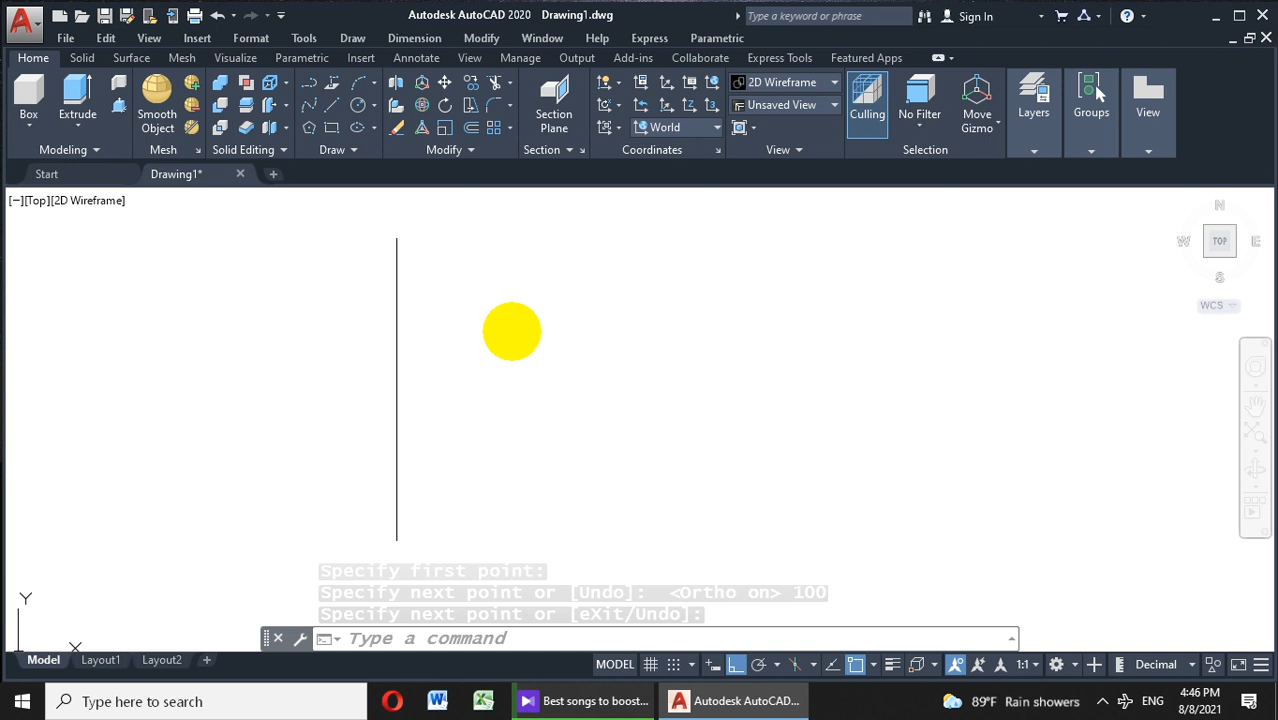 Autodesk AutoCAD 2020 Drawing1.dwg
Type a keyword or phrase
Sign In
File Edit View Insert Format Tools Draw Dimension Modify Window Help Express Parametric
Home Solid Surface Mesh Visualize Parametric Insert Annotate View Manage Output Add-ins Collaborate Express Tools Featured Apps
2D Wireframe
Unsaved View
World
Box
Extrude
Smooth
Object
Section
Plane
Culling
No Filter
Move
Gizmo
Layers
Groups
View
Modeling
Mesh
Solid Editing
Draw
Modify
Section
Coordinates
View
Selection
Start
Drawing1*
[−][Top][2D Wireframe]
N
W
TOP
E
S
WCS
Specify first point:
Specify next point or [Undo]: <Ortho on> 100
Specify next point or [eXit/Undo]:
Y
X
Type a command
Model Layout1 Layout2
MODEL
1:1
Decimal
Type here to search
W
X
Best songs to boost...
Autodesk AutoCAD...
89°F Rain showers
ENG
4:46 PM
8/8/2021